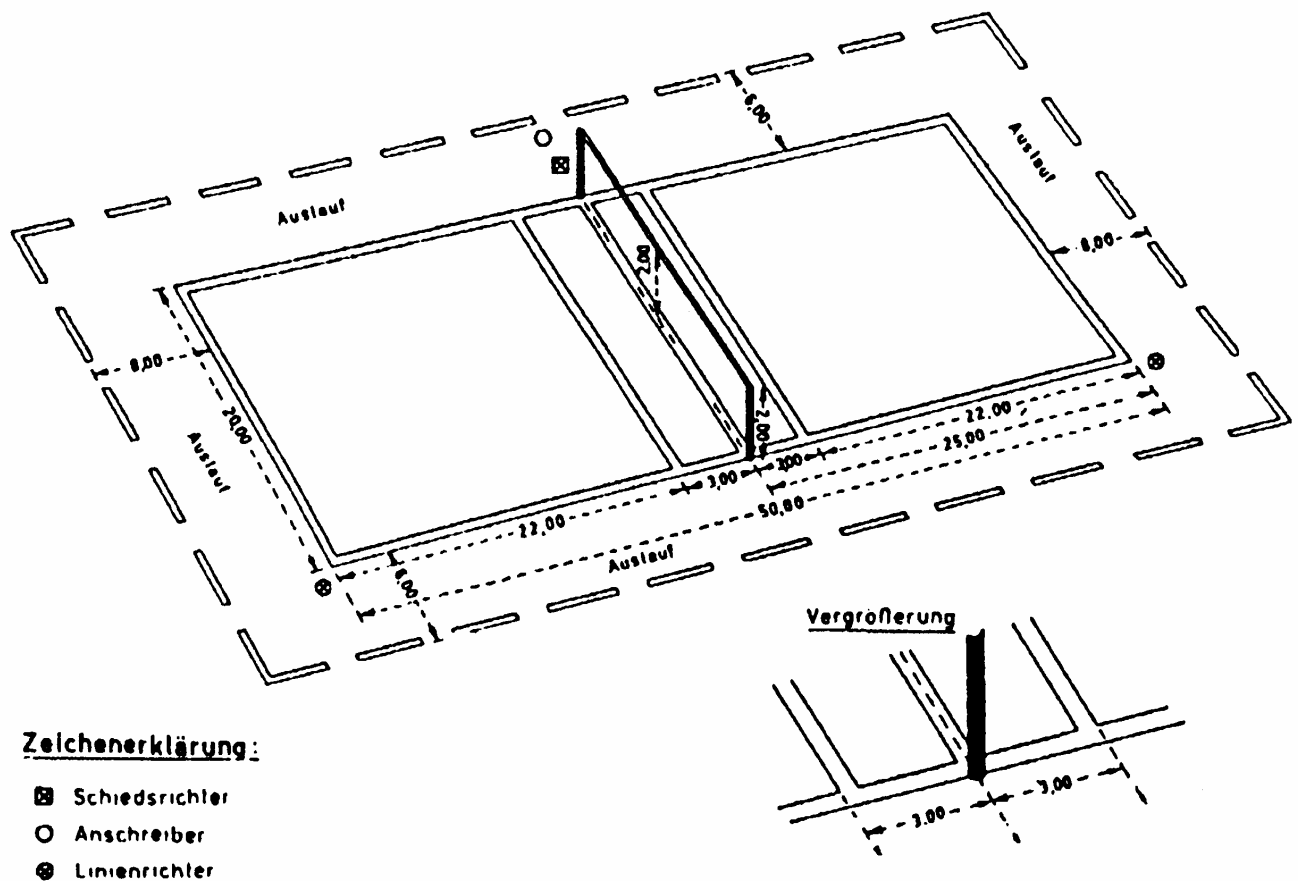 6,00
Auslauf
Auslauf
2.00
8,00
8,00
20,00
Auslauf
2.00
22.00
25,00
3,00
3,00
50,00
22,00
Auslauf
6,00
Vergrößerung
3,00
3,00
Zeichenerklärung:
Schiedsrichter
Anschreiber
Linienrichter